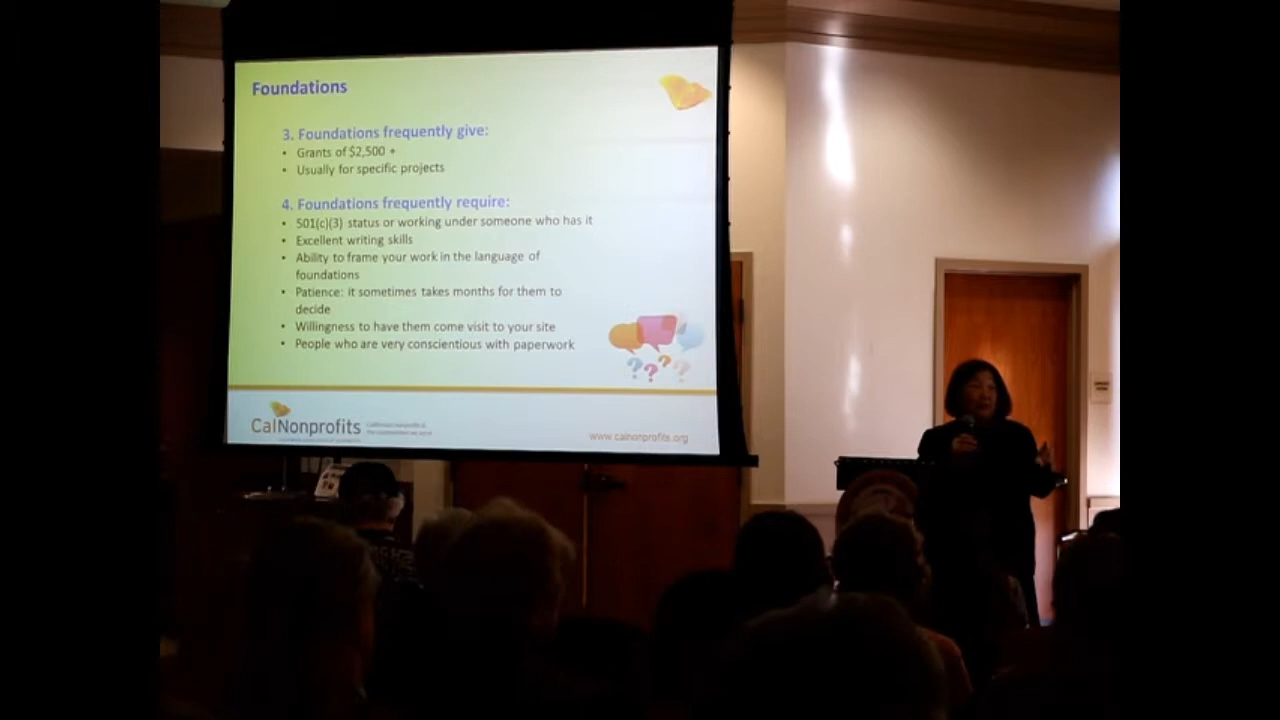 Foundations
3. Foundations frequently give:
• Grants of $2,500 +
• Usually for specific projects
4. Foundations frequently require:
• 501(c)(3) status or working under someone who has it
• Excellent writing skills
• Ability to frame your work in the language of
foundations
• Patience: it sometimes takes months for them to
decide
• Willingness to have them come visit to your site
• People who are very conscientious with paperwork
? ? ? ?
CalNonprofits
www.calnonprofits.org